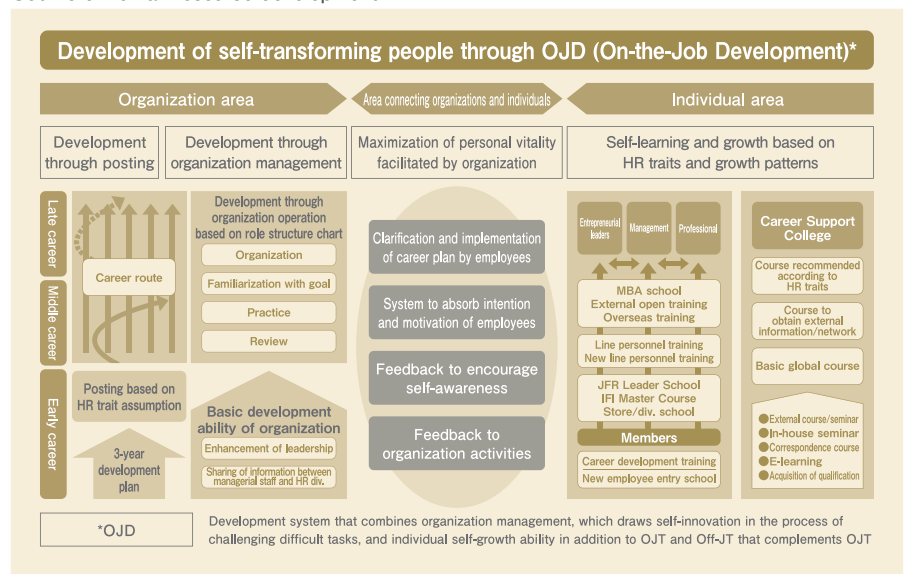 Development of self-transforming people through OJD (On-the-Job Development)*
Organization area
Area connecting organizations and individuals
Individual area
Development
through posting
Development through
organization management
Maximization of personal vitality
facilitated by organization
Self-learning and growth based on
HR traits and growth patterns
Late career
Middle career
Early career
Career route
Posting based on
HR trait assumption
3-year
development
plan
Development through
organization operation
based on role structure chart
Organization
Familiarization with goal
Practice
Review
Basic development
ability of organization
Enhancement of leadership
Sharing of information between
managerial staff and HR div.
Clarification and implementation
of career plan by employees
System to absorb intention
and motivation of employees
Feedback to encourage
self-awareness
Feedback to
organization activities
Entrepreneurial
leaders
Management
Professional
MBA school
External open training
Overseas training
Line personnel training
New line personnel training
JFR Leader School
IFI Master Course
Store/div. school
Members
Career development training
New employee entry school
Career Support
College
Course recommended
according to
HR traits
Course to
obtain external
information/network
Basic global course
●External course/seminar
●In-house seminar
●Correspondence course
●E-learning
●Acquisition of qualification
*OJD
Development system that combines organization management, which draws self-innovation in the process of
challenging difficult tasks, and individual self-growth ability in addition to OJT and Off-JT that complements OJT